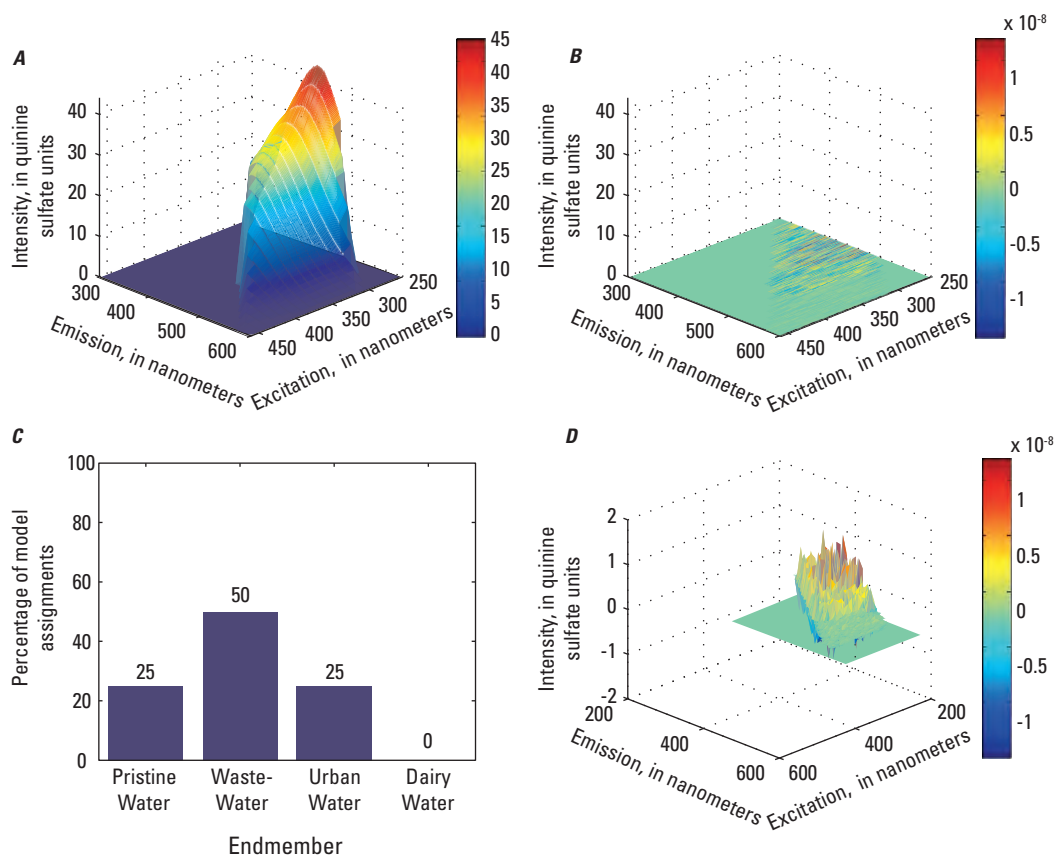 A
Intensity, in quinine
sulfate units
40
30
20
10
0
300
400
500
600
Emission, in nanometers
450
400
350
300
250
Excitation, in nanometers
45
40
35
30
25
20
15
10
5
0
B
Intensity, in quinine
sulfate units
40
30
20
10
0
300
400
500
600
Emission, in nanometers
450
400
350
300
250
Excitation, in nanometers
x 10-8
1
0.5
0
-0.5
-1
C
Percentage of model
assignments
100
80
60
40
20
0
25
50
25
0
Pristine
Water
Waste-
Water
Urban
Water
Dairy
Water
Endmember
D
Intensity, in quinine
sulfate units
2
1
0
-1
-2
200
400
600
Emission, in nanometers
600
400
200
Excitation, in nanometers
x 10-8
1
0.5
0
-0.5
-1